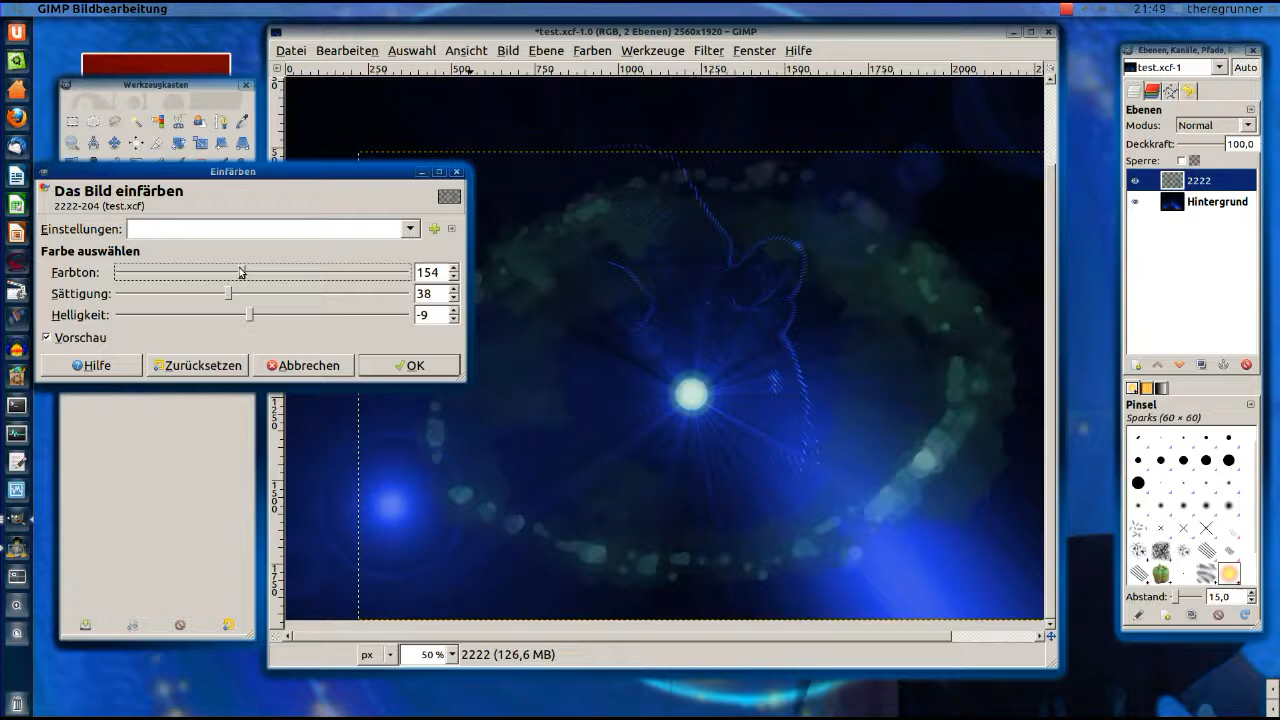 GIMP Bildbearbeitung
21:49
theregrunner
*test.xcf-1.0 (RGB, 2 Ebenen) 2560x1920 – GIMP
Datei Bearbeiten Auswahl Ansicht Bild Ebene Farben Werkzeuge Filter Fenster Hilfe
0 250 500 750 1000 1250 1500 1750 2000
Werkzeugkasten
Einfärben
Das Bild einfärben
2222-204 (test.xcf)
Einstellungen:
Farbe auswählen
Farbton: 154
Sättigung: 38
Helligkeit: -9
Vorschau
Hilfe Zurücksetzen Abbrechen OK
px 50 % 2222 (126,6 MB)
Ebenen, Kanäle, Pfade, R
test.xcf-1 Auto
Ebenen
Modus: Normal
Deckkraft: 100,0
Sperre:
2222
Hintergrund
Pinsel
Sparks (60 × 60)
Abstand: 15,0